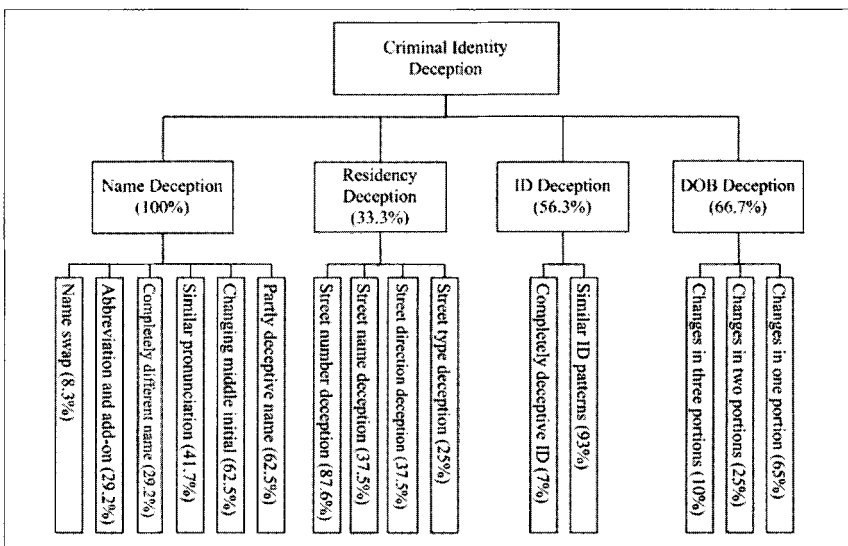 Criminal Identity
Deception
Name Deception
(100%)
Residency
Deception
(33.3%)
ID Deception
(56.3%)
DOB Deception
(66.7%)
Name swap (8.3%)
Abbreviation and add-on (29.2%)
Completely different name (29.2%)
Similar pronunciation (41.7%)
Changing middle initial (62.5%)
Partly deceptive name (62.5%)
Street number deception (87.6%)
Street name deception (37.5%)
Street direction deception (37.5%)
Street type deception (25%)
Completely deceptive ID (7%)
Similar ID patterns (93%)
Changes in three portions (10%)
Changes in two portions (25%)
Changes in one portion (65%)